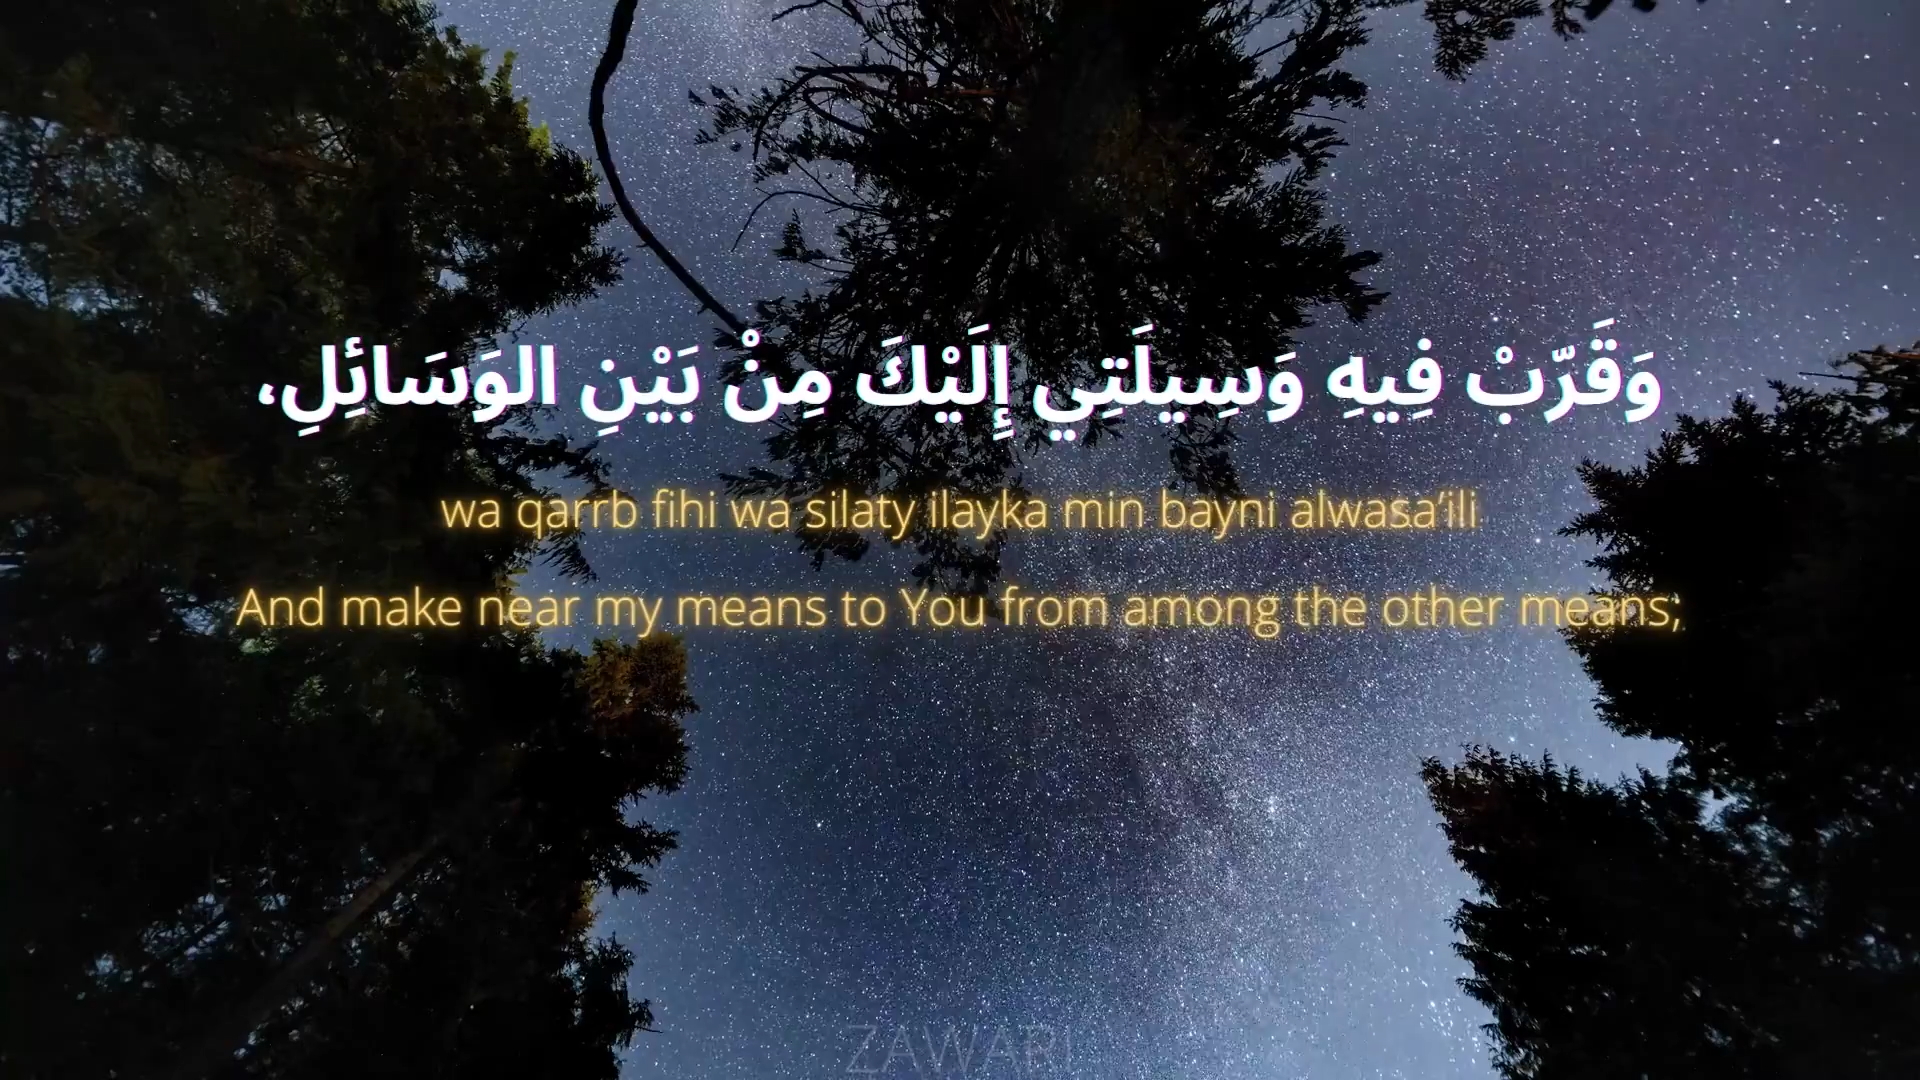 وَقَرّبْ فِيهِ وَسِيلَتِي إِلَيْكَ مِنْ بَيْنِ الوَسَائِلِ،
wa qarrb fihi wa silaty ilayka min bayni alwasa’ili
And make near my means to You from among the other means;
ZAWARI